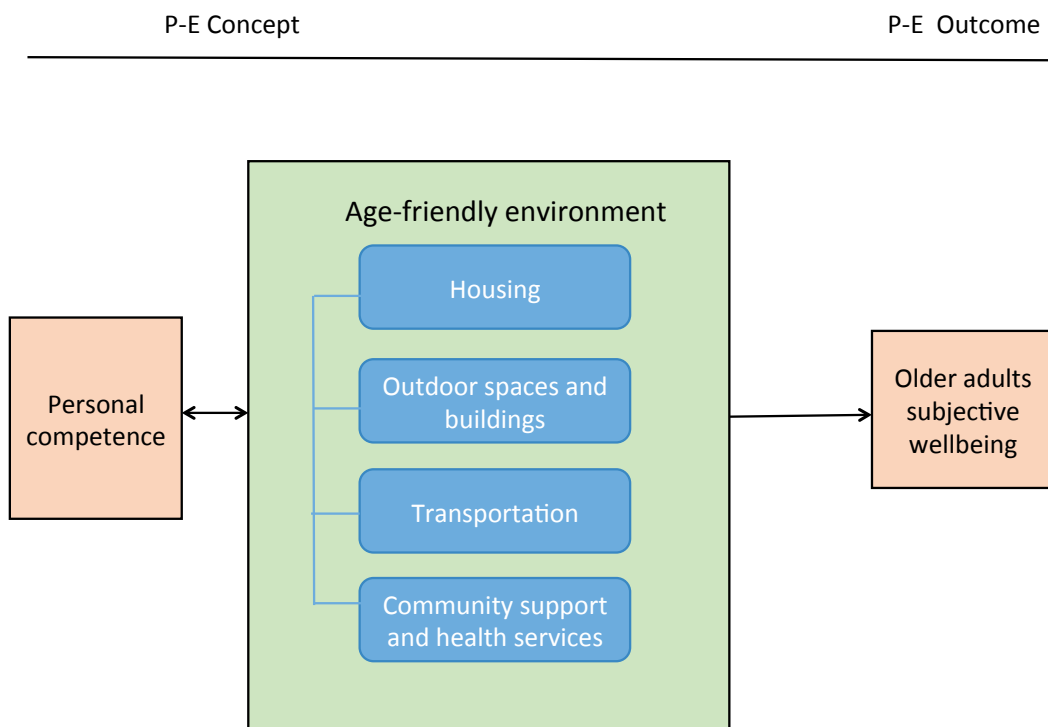 P-E Concept
P-E Outcome
Age-friendly environment
Housing
Outdoor spaces and
buildings
Transportation
Community support
and health services
Personal
competence
Older adults
subjective
wellbeing